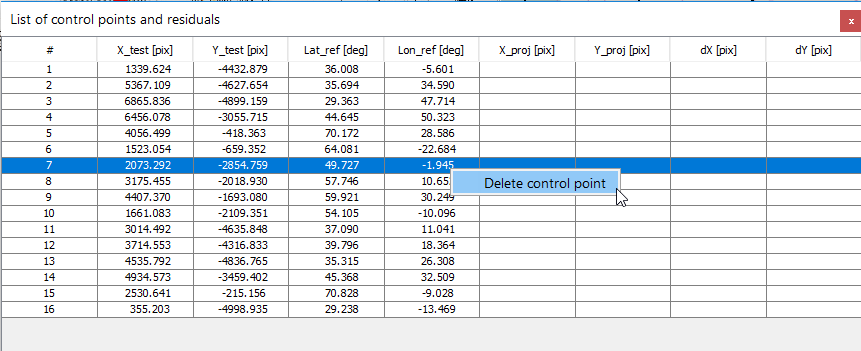 List of control points and residuals
x
# X_test [pix] Y_test [pix] Lat_ref [deg] Lon_ref [deg] X_proj [pix] Y_proj [pix] dX [pix] dY [pix]
1 1339.624 -4432.879 36.008 -5.601
2 5367.109 -4627.654 35.694 34.590
3 6865.836 -4899.159 29.363 47.714
4 6456.078 -3055.715 44.645 50.323
5 4056.499 -418.363 70.172 28.586
6 1523.054 -659.352 64.081 -22.684
7 2073.292 -2854.759 49.727 -1.945
8 3175.455 -2018.930 57.746
Delete control point
9 4407.370 -1693.080 59.921 30.249
10 1661.083 -2109.351 54.105 -10.096
11 3014.492 -4635.848 37.090 11.041
12 3714.553 -4316.833 39.796 18.364
13 4535.792 -4836.765 35.315 26.308
14 4934.573 -3459.402 45.368 32.509
15 2530.641 -215.156 70.828 -9.028
16 355.203 -4998.935 29.238 -13.469